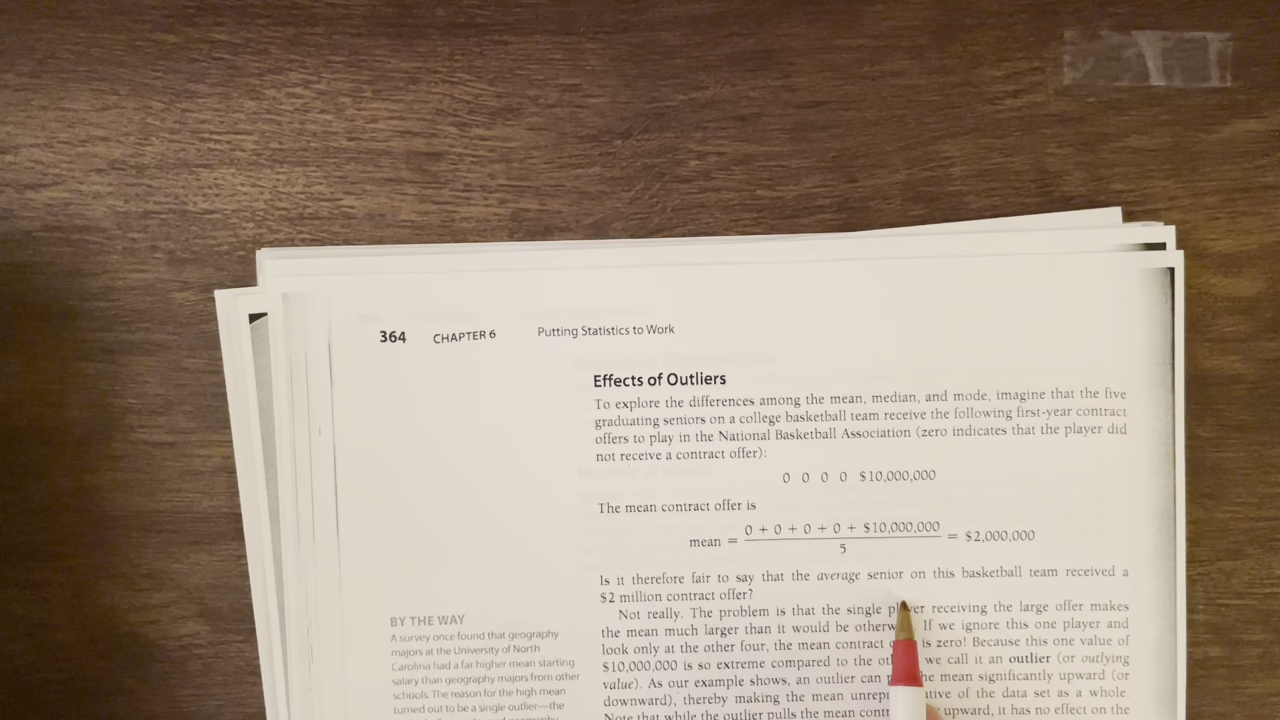 364 CHAPTER 6 Putting Statistics to Work
Effects of Outliers
To explore the differences among the mean, median, and mode, imagine that the five
graduating seniors on a college basketball team receive the following first-year contract
offers to play in the National Basketball Association (zero indicates that the player did
not receive a contract offer):
0 0 0 0 $10,000,000
The mean contract offer is
mean = 0 + 0 + 0 + 0 + $10,000,000 / 5 = $2,000,000
Is it therefore fair to say that the average senior on this basketball team received a
$2 million contract offer?
Not really. The problem is that the single player receiving the large offer makes
the mean much larger than it would be If we ignore this one player and
look only at the other four, the mean contract is zero! Because this one value of
$10,000,000 is so extreme compared to the we call it an outlier (or outlying
value). As our example shows, an outlier can the mean significantly upward (or
downward), thereby making the mean of the data set as a whole.
Note that while the outlier pulls the mean upward, it has no effect on the
BY THE WAY
A survey once found that geography
majors at the University of North
Carolina had a far higher mean starting
salary than geography majors from other
schools. The reason for the high mean
turned out to be a single outlier—the